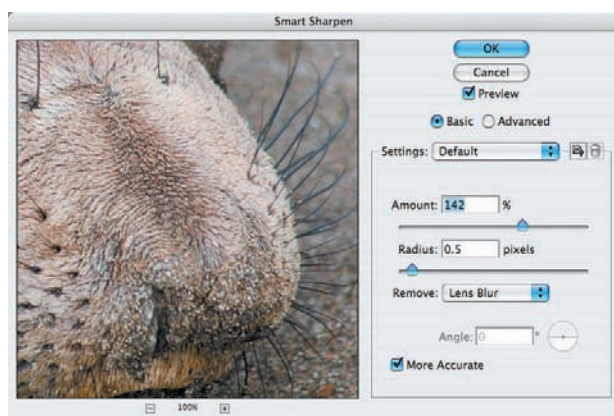 Smart Sharpen
OK
Cancel
Preview
Basic Advanced
Settings: Default
Amount: 142 %
Radius: 0.5 pixels
Remove: Lens Blur
Angle: 0 °
More Accurate
100%